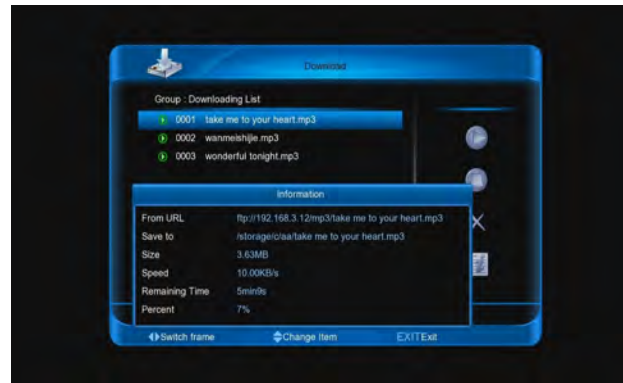 Download
Group : Downloading List
0001 take me to your heart.mp3
0002 wanmeishijie.mp3
0003 wonderful tonight.mp3
Information
From URL ftp://192.168.3.12/mp3/take me to your heart.mp3
Save to /storage/c/aa/take me to your heart.mp3
Size 3.63MB
Speed 10.00KB/s
Remaining Time 5min9s
Percent 7%
Switch frame Change Item EXITExit